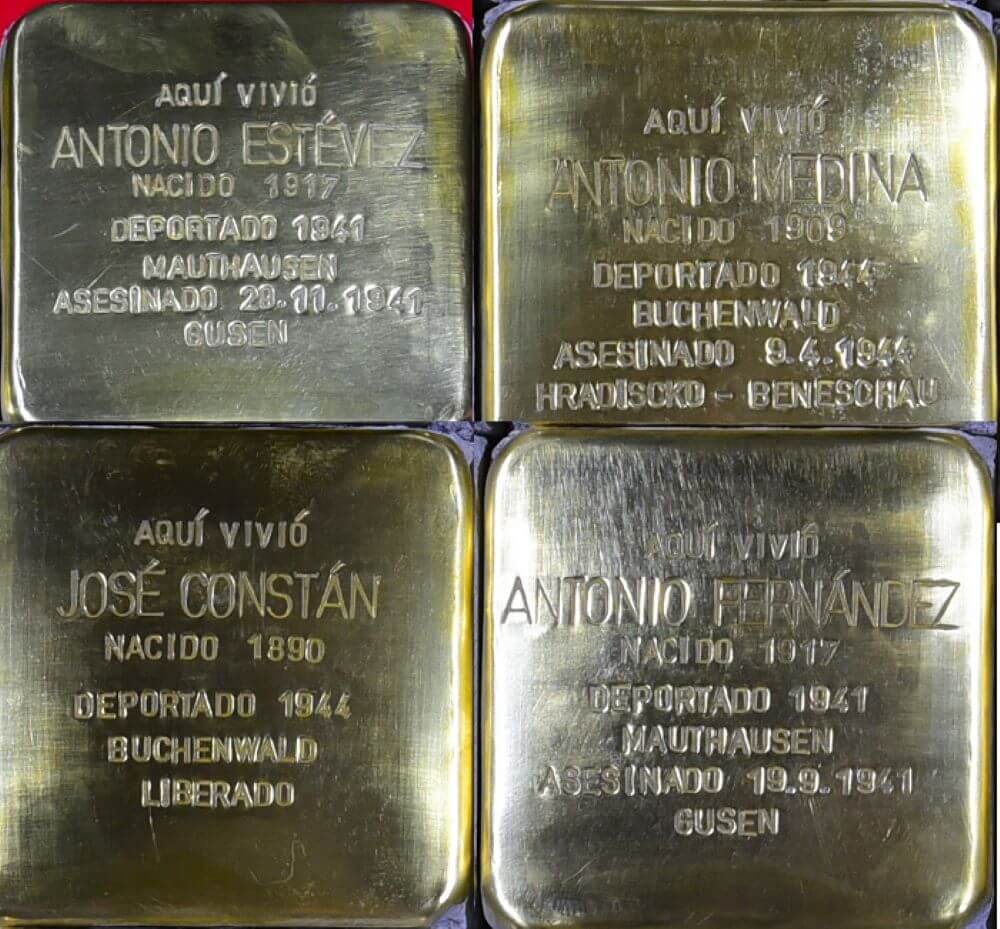 AQUÍ VIVIÓ
ANTONIO ESTÉVEZ
NACIDO 1917
DEPORTADO 1941
MAUTHAUSEN
ASESINADO 28.11.1941
GUSEN
AQUÍ VIVIÓ
ANTONIO MEDINA
NACIDO 1909
DEPORTADO 1944
BUCHENWALD
ASESINADO 9.4.1944
HRADISCKO - BENESCHAU
AQUÍ VIVIÓ
JOSÉ CONSTÁN
NACIDO 1890
DEPORTADO 1944
BUCHENWALD
LIBERADO
AQUÍ VIVIÓ
ANTONIO FERNÁNDEZ
NACIDO 1917
DEPORTADO 1941
MAUTHAUSEN
ASESINADO 19.9.1941
GUSEN